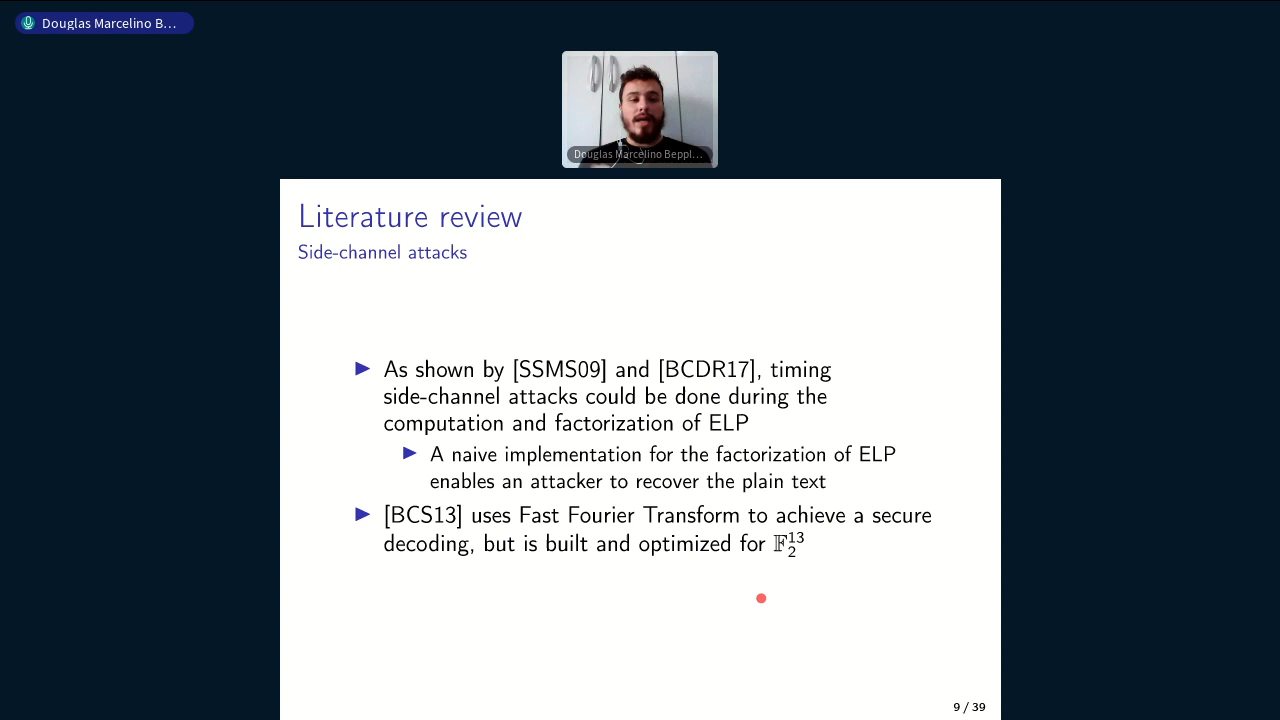 Douglas Marcelino B...
Douglas Marcelino Beppl...
Literature review
Side-channel attacks
As shown by [SSMS09] and [BCDR17], timing
side-channel attacks could be done during the
computation and factorization of ELP
A naive implementation for the factorization of ELP
enables an attacker to recover the plain text
[BCS13] uses Fast Fourier Transform to achieve a secure
decoding, but is built and optimized for 𝔽₂¹³
9 / 39